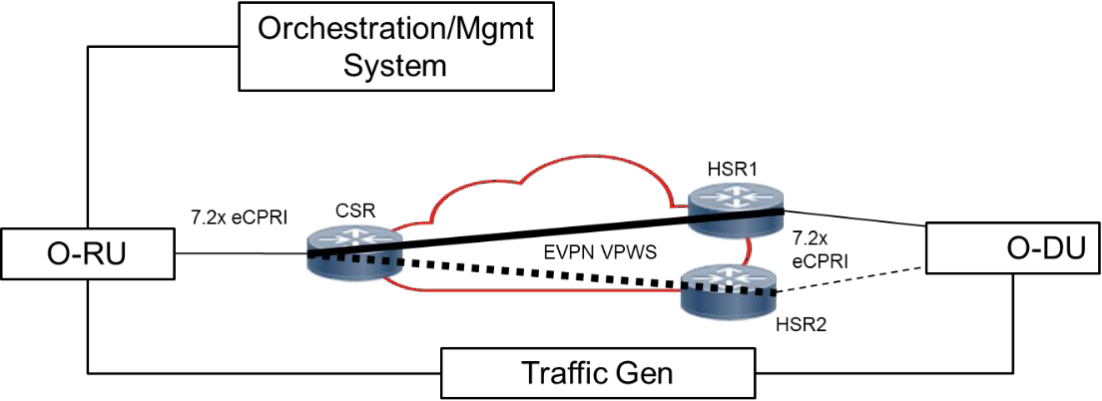 Orchestration/Mgmt
System
HSR1
7.2x eCPRI
CSR
O-RU
EVPN VPWS
7.2x
eCPRI
O-DU
HSR2
Traffic Gen